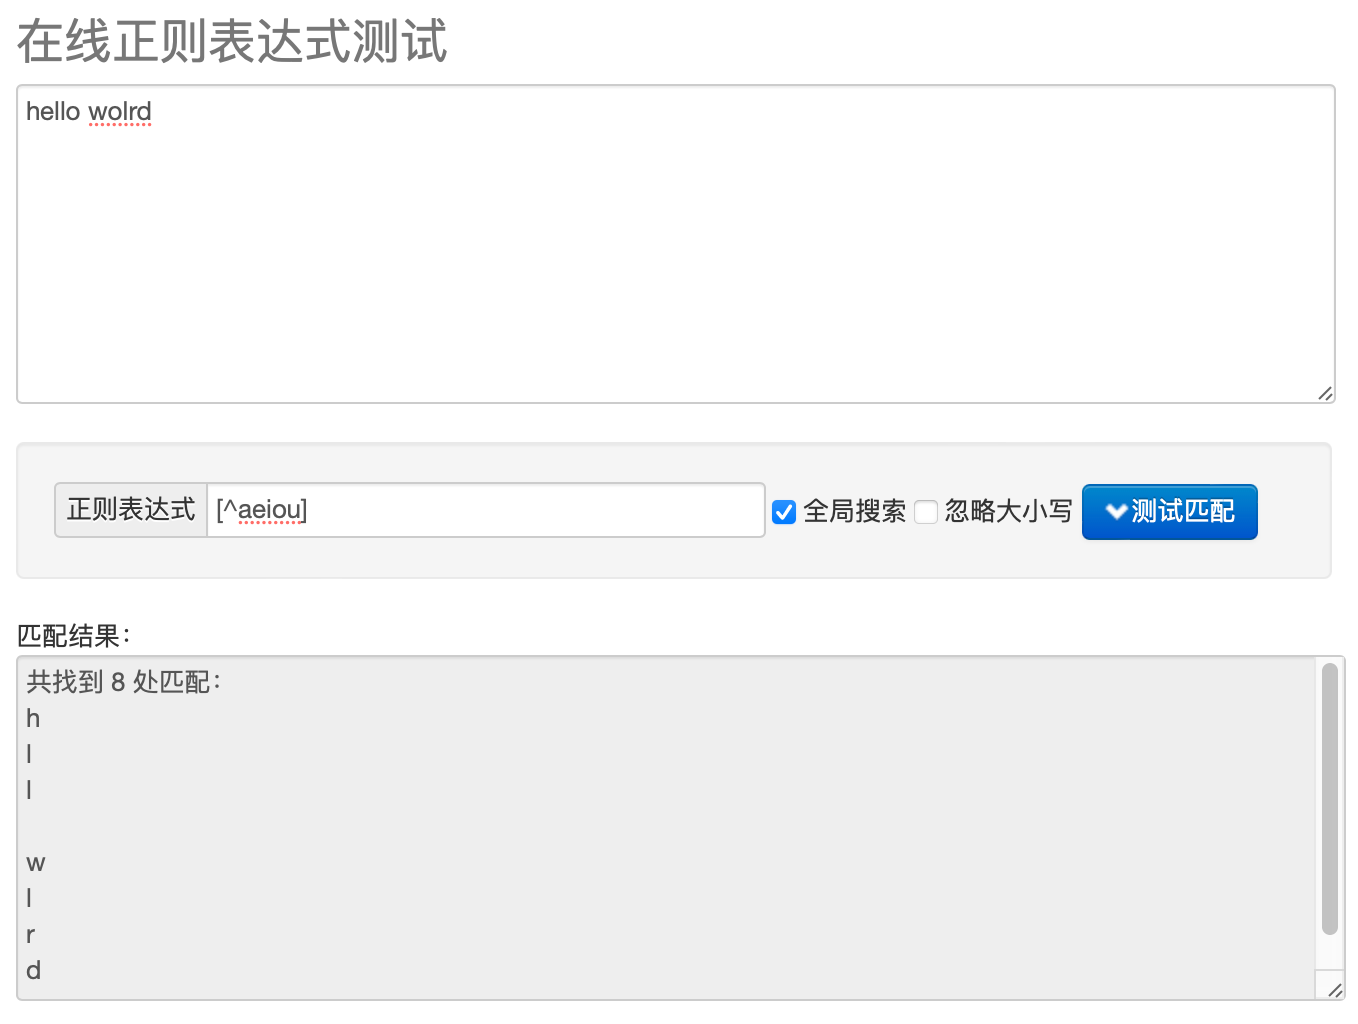 在线正则表达式测试
hello wolrd
正则表达式 [^aeiou] 全局搜索 忽略大小写 测试匹配
匹配结果：
共找到 8 处匹配：
h
l
l
w
l
r
d